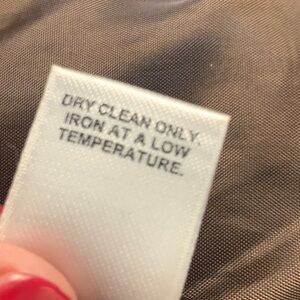 DRY CLEAN ONLY.
IRON AT A LOW
TEMPERATURE.